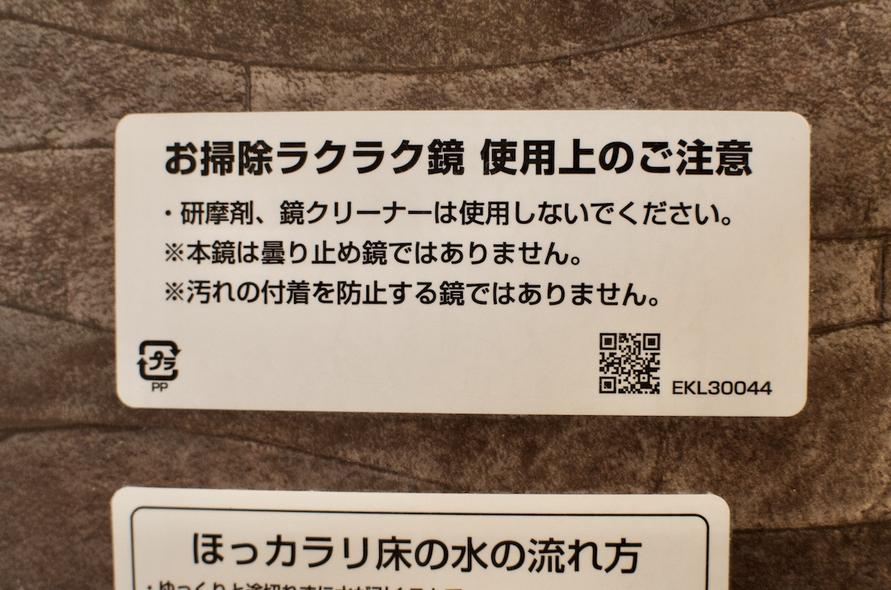 お掃除ラクラク鏡 使用上のご注意
・研摩剤、鏡クリーナーは使用しないでください。
※本鏡は曇り止め鏡ではありません。
※汚れの付着を防止する鏡ではありません。
プラ
PP
EKL30044
ほっカラリ床の水の流れ方